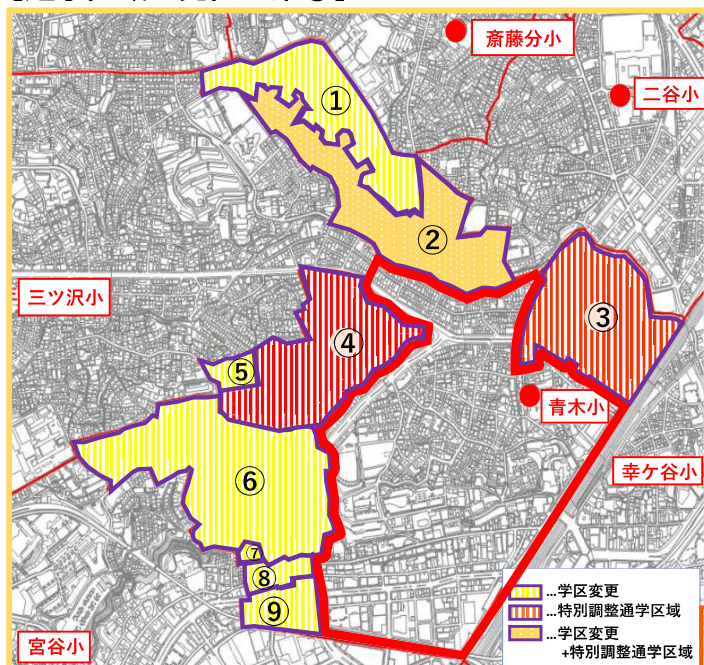 斎藤分小
二谷小
①
②
三ツ沢小
③
④
⑤
青木小
幸ケ谷小
⑥
⑦
⑧
⑨
宮谷小
…学区変更
…特別調整通学区域
…学区変更
+特別調整通学区域